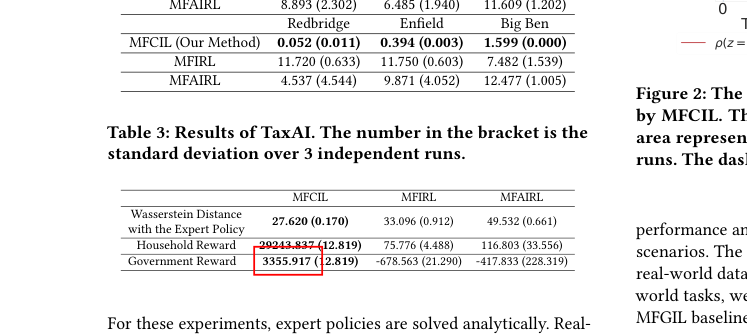 MFAIRL 8.893 (2.302) 6.485 (1.940) 11.609 (1.202)
Redbridge Enfield Big Ben
MFCIL (Our Method) 0.052 (0.011) 0.394 (0.003) 1.599 (0.000)
MFIRL 11.720 (0.633) 11.750 (0.603) 7.482 (1.539)
MFAIRL 4.537 (4.544) 9.871 (4.052) 12.477 (1.005)
Table 3: Results of TaxAI. The number in the bracket is the
standard deviation over 3 independent runs.
MFCIL MFIRL MFAIRL
Wasserstein Distance
with the Expert Policy 27.620 (0.170) 33.096 (0.912) 49.532 (0.661)
Household Reward 29243.837 (12.819) 75.776 (4.488) 116.803 (33.556)
Government Reward 3355.917 (12.819) -678.563 (21.290) -417.833 (228.319)
For these experiments, expert policies are solved analytically. Real-
0
T
ρ(z =
Figure 2: The
by MFCIL. Th
area represen
runs. The das
performance an
scenarios. The
real-world data
world tasks, we
MFGIL baseline